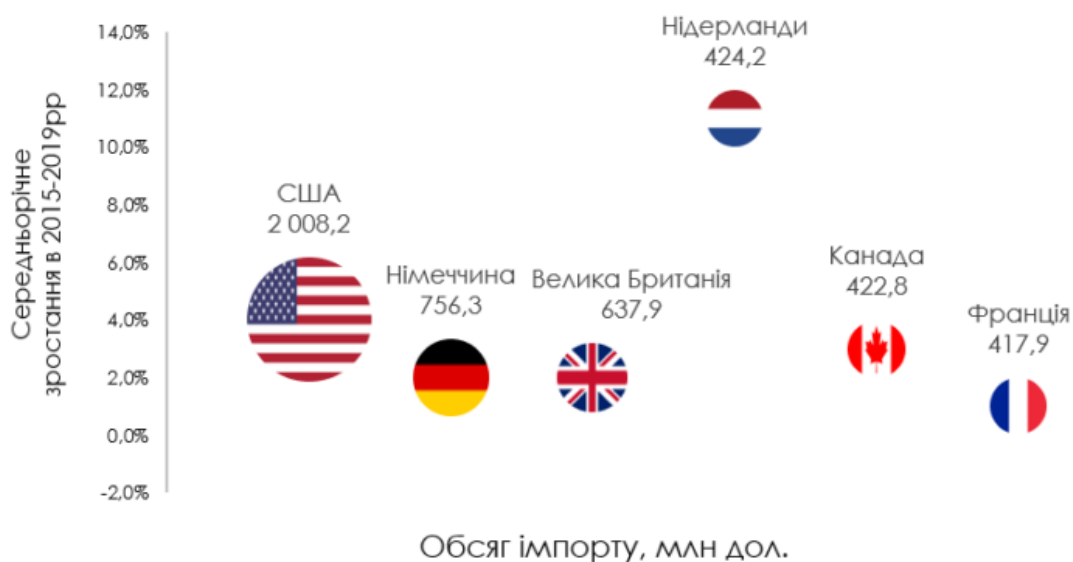 Середньорічне
зростання в 2015-2019рр
14,0%
12,0%
10,0%
8,0%
6,0%
4,0%
2,0%
0,0%
-2,0%
США
2 008,2
Німеччина
756,3
Велика Британія
637,9
Нідерланди
424,2
Канада
422,8
Франція
417,9
Обсяг імпорту, млн дол.